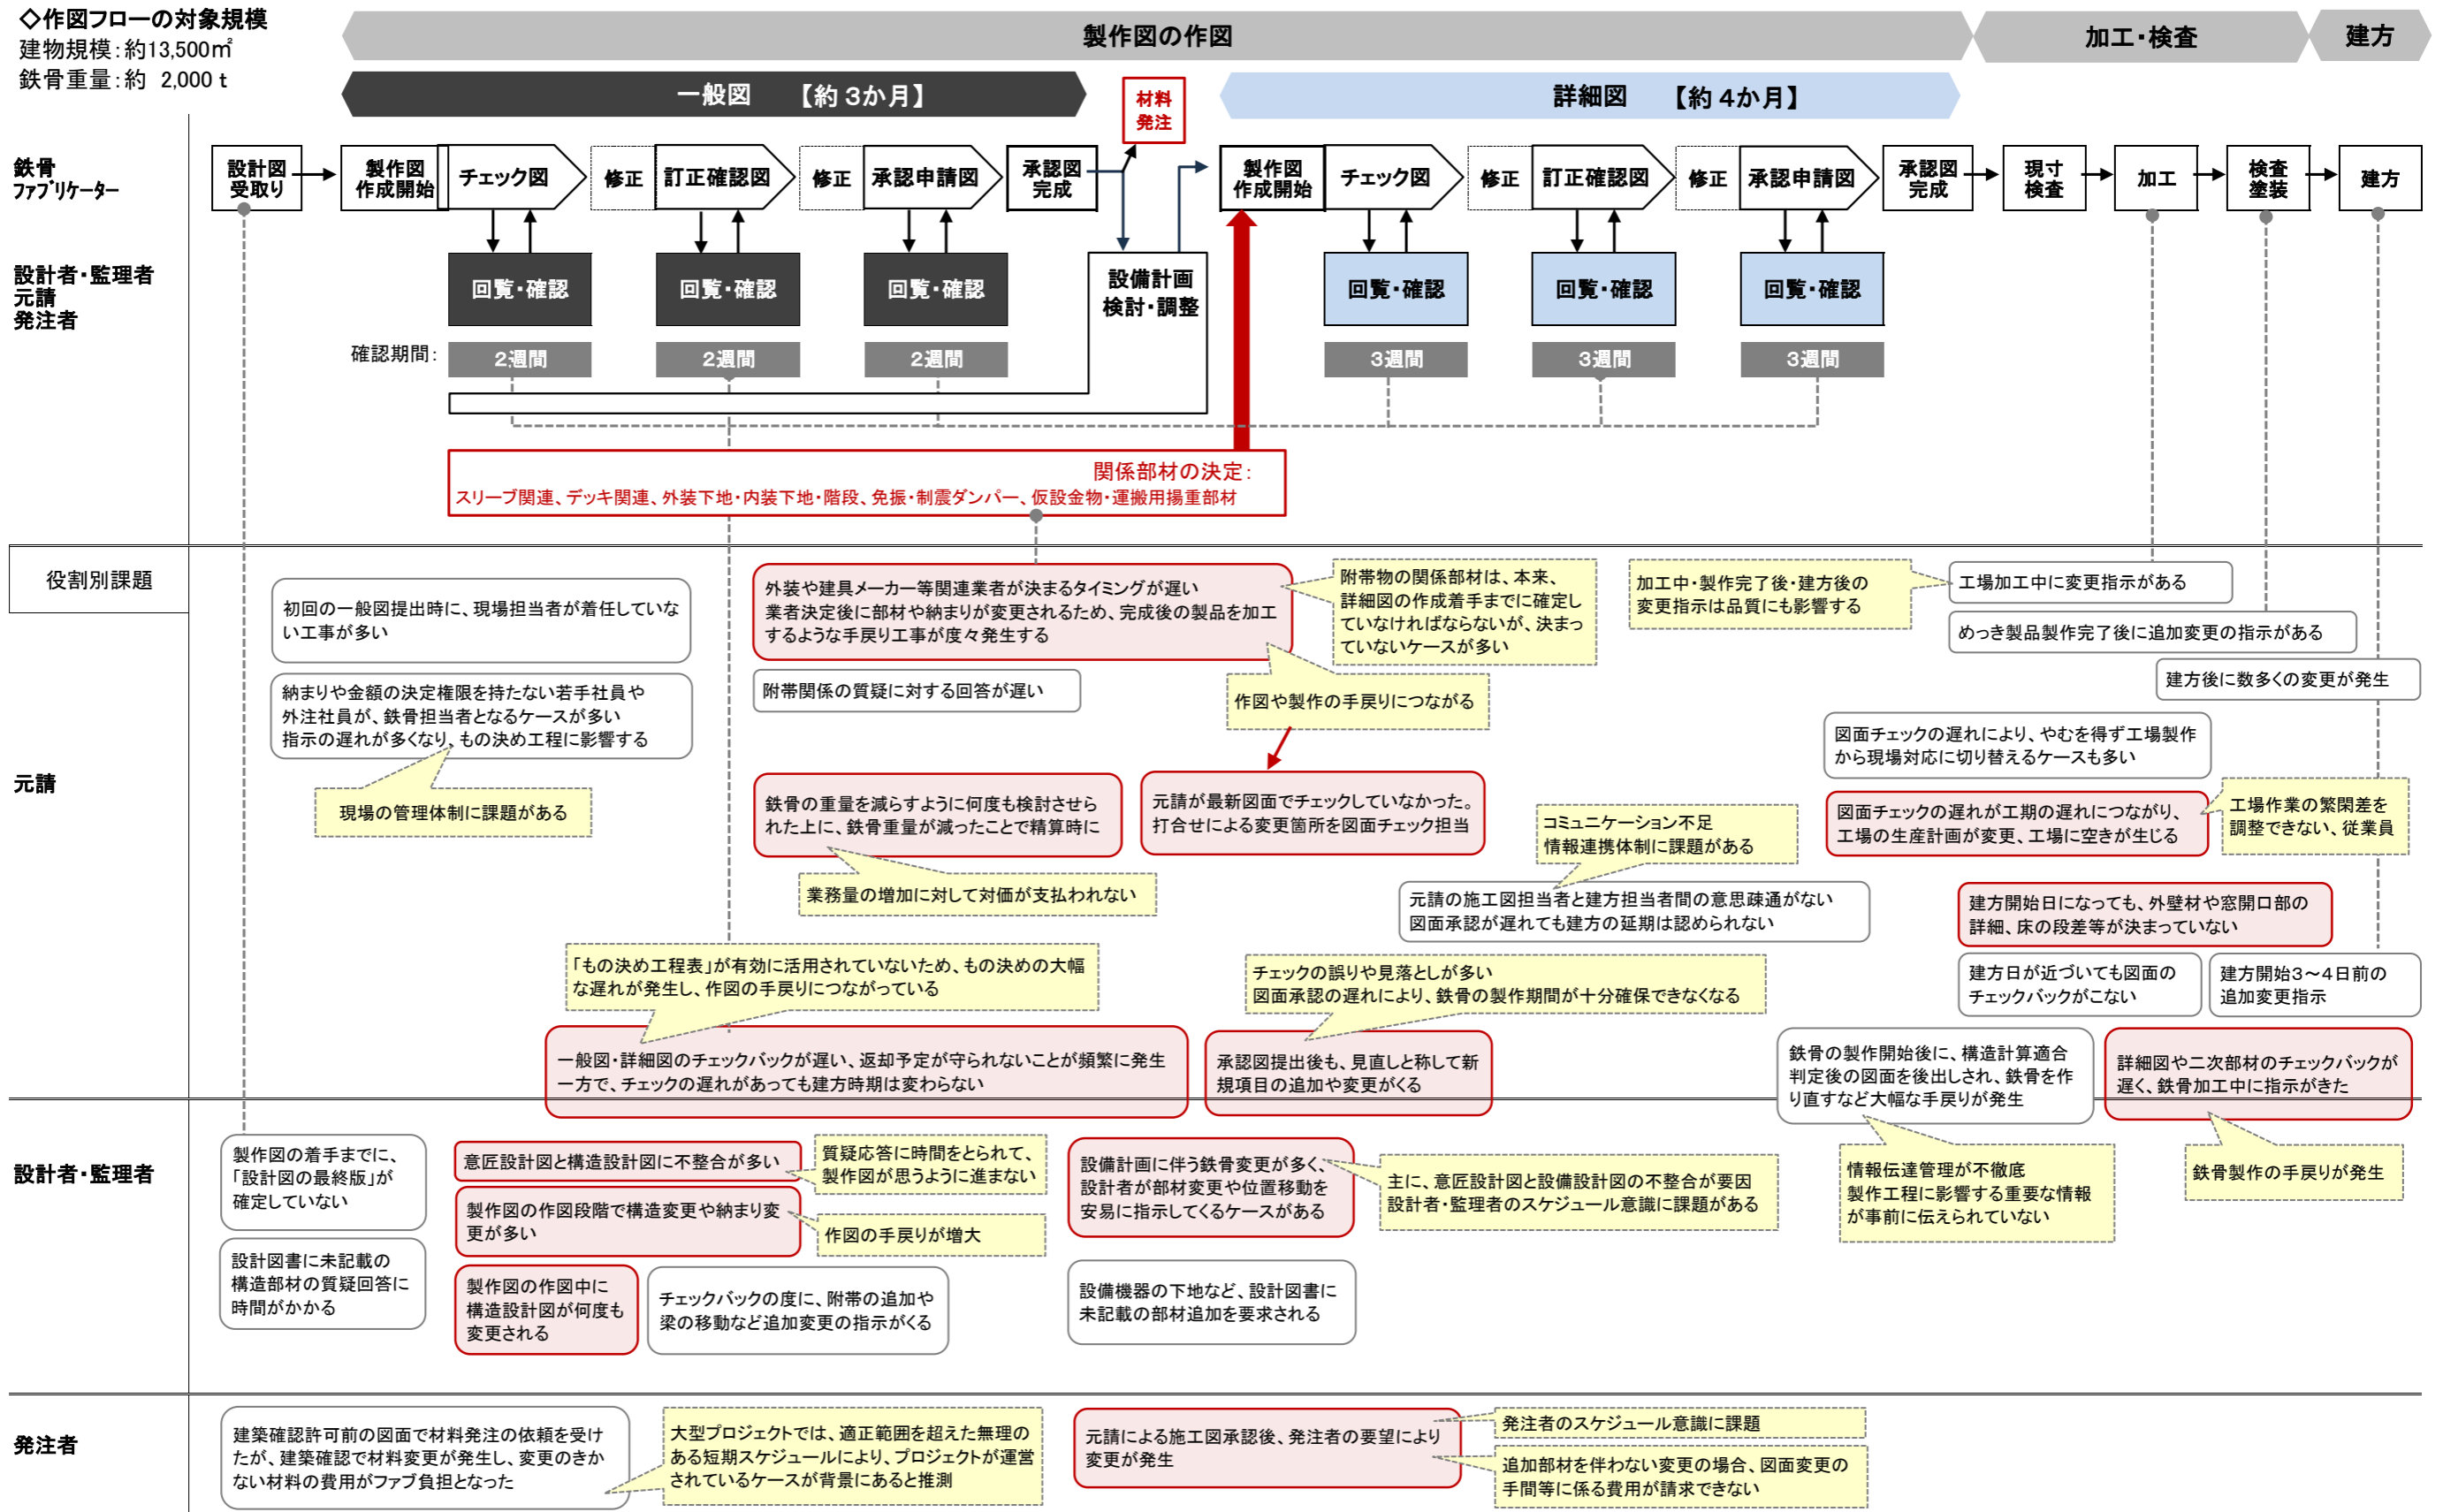 ◇作図フローの対象規模
建物規模：約13,500㎡
鉄骨重量：約 2,000 t
製作図の作図
加工・検査
建方
一般図 【約３か月】
材料
発注
詳細図 【約４か月】
鉄骨
ファブリケーター
設計図
受取り
製作図
作成開始
チェック図
修正
訂正確認図
修正
承認申請図
承認図
完成
製作図
作成開始
チェック図
修正
訂正確認図
修正
承認申請図
承認図
完成
現寸
検査
加工
検査
塗装
建方
設計者・監理者
元請
発注者
回覧・確認
回覧・確認
回覧・確認
設備計画
検討・調整
回覧・確認
回覧・確認
回覧・確認
確認期間：
２週間
２週間
２週間
３週間
３週間
３週間
関係部材の決定：
スリーブ関連、デッキ関連、外装下地・内装下地・階段、免振・制震ダンパー、仮設金物・運搬用揚重部材
役割別課題
元請
初回の一般図提出時に、現場担当者が着任していな
い工事が多い
納まりや金額の決定権限を持たない若手社員や
外注社員が、鉄骨担当者となるケースが多い
指示の遅れが多くなり、もの決め工程に影響する
現場の管理体制に課題がある
外装や建具メーカー等関連業者が決まるタイミングが遅い
業者決定後に部材や納まりが変更されるため、完成後の製品を加工
するような手戻り工事が度々発生する
附帯物の関係部材は、本来、
詳細図の作成着手までに確定し
ていなければならないが、決まっ
ていないケースが多い
附帯関係の質疑に対する回答が遅い
作図や製作の手戻りにつながる
加工中・製作完了後・建方後の
変更指示は品質にも影響する
工場加工中に変更指示がある
めっき製品製作完了後に追加変更の指示がある
建方後に数多くの変更が発生
図面チェックの遅れにより、やむを得ず工場製作
から現場対応に切り替えるケースも多い
鉄骨の重量を減らすように何度も検討させら
れた上に、鉄骨重量が減ったことで精算時に
業務量の増加に対して対価が支払われない
元請が最新図面でチェックしていなかった。
打合せによる変更箇所を図面チェック担当
コミュニケーション不足
情報連携体制に課題がある
元請の施工図担当者と建方担当者間の意思疎通がない
図面承認が遅れても建方の延期は認められない
図面チェックの遅れが工期の遅れにつながり、
工場の生産計画が変更、工場に空きが生じる
工場作業の繁閑差を
調整できない、従業員
建方開始日になっても、外壁材や窓開口部の
詳細、床の段差等が決まっていない
建方日が近づいても図面の
チェックバックがこない
建方開始３～４日前の
追加変更指示
「もの決め工程表」が有効に活用されていないため、もの決めの大幅
な遅れが発生し、作図の手戻りにつながっている
一般図・詳細図のチェックバックが遅い、返却予定が守られないことが頻繁に発生
一方で、チェックの遅れがあっても建方時期は変わらない
チェックの誤りや見落としが多い
図面承認の遅れにより、鉄骨の製作期間が十分確保できなくなる
承認図提出後も、見直しと称して新
規項目の追加や変更がくる
鉄骨の製作開始後に、構造計算適合
判定後の図面を後出しされ、鉄骨を作
り直すなど大幅な手戻りが発生
詳細図や二次部材のチェックバックが
遅く、鉄骨加工中に指示がきた
設計者・監理者
製作図の着手までに、
「設計図の最終版」が
確定していない
設計図書に未記載の
構造部材の質疑回答に
時間がかかる
意匠設計図と構造設計図に不整合が多い
質疑応答に時間をとられて、
製作図が思うように進まない
製作図の作図段階で構造変更や納まり変
更が多い
作図の手戻りが増大
製作図の作図中に
構造設計図が何度も
変更される
チェックバックの度に、附帯の追加や
梁の移動など追加変更の指示がくる
設備計画に伴う鉄骨変更が多く、
設計者が部材変更や位置移動を
安易に指示してくるケースがある
主に、意匠設計図と設備設計図の不整合が要因
設計者・監理者のスケジュール意識に課題がある
設備機器の下地など、設計図書に
未記載の部材追加を要求される
情報伝達管理が不徹底
製作工程に影響する重要な情報
が事前に伝えられていない
鉄骨製作の手戻りが発生
発注者
建築確認許可前の図面で材料発注の依頼を受け
たが、建築確認で材料変更が発生し、変更のきか
ない材料の費用がファブ負担となった
大型プロジェクトでは、適正範囲を超えた無理の
ある短期スケジュールにより、プロジェクトが運営
されているケースが背景にあると推測
元請による施工図承認後、発注者の要望により
変更が発生
発注者のスケジュール意識に課題
追加部材を伴わない変更の場合、図面変更の
手間等に係る費用が請求できない